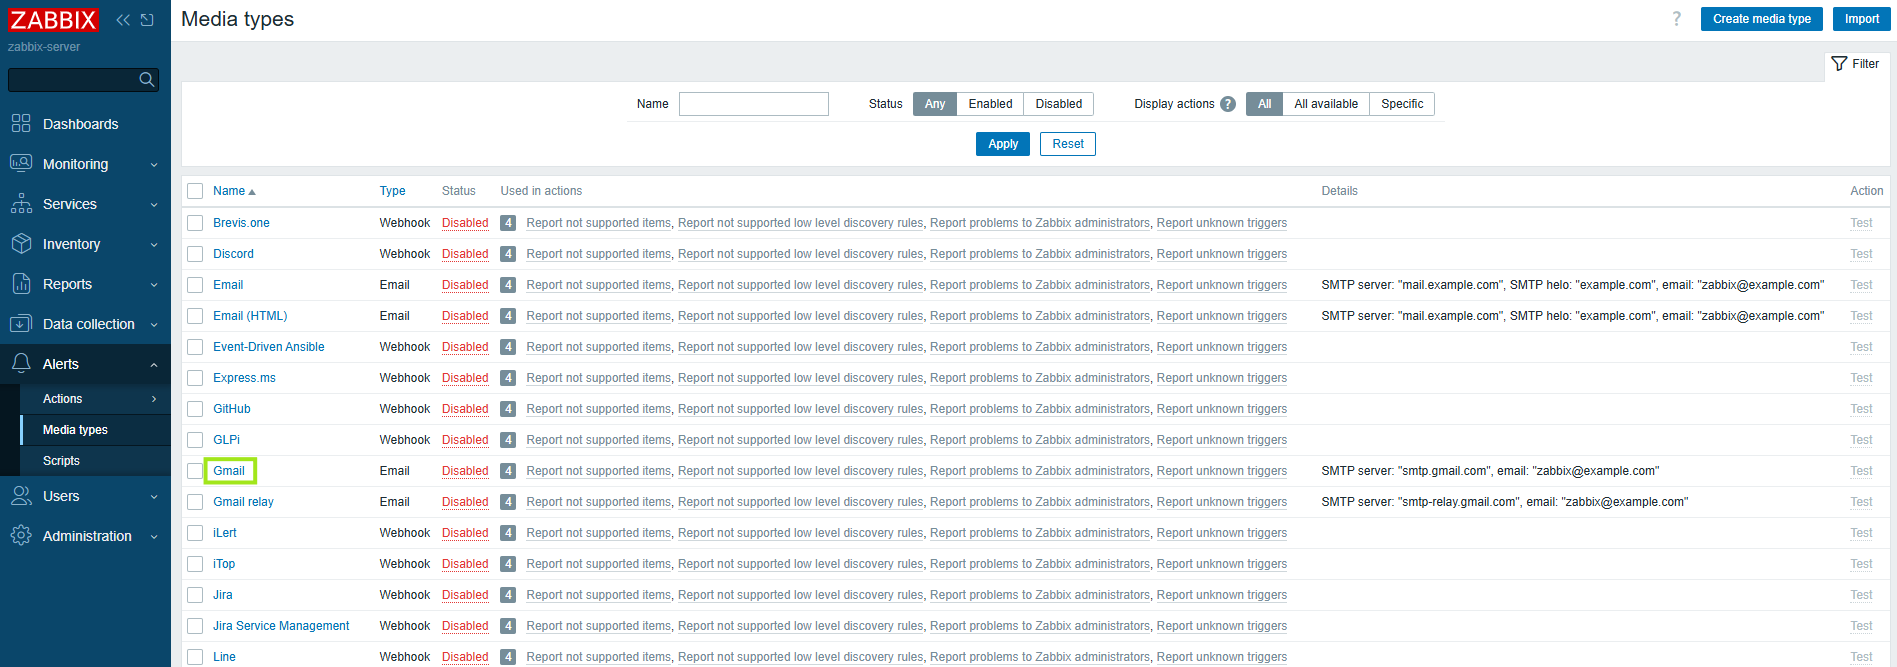 ZABBIX
zabbix-server
Dashboards
Monitoring
Services
Inventory
Reports
Data collection
Alerts
Actions
Media types
Scripts
Users
Administration
Media types
? Create media type Import
Filter
Name Status Any Enabled Disabled Display actions ? All All available Specific
Apply Reset
Name Type Status Used in actions Details Action
Brevis.one Webhook Disabled 4 Report not supported items, Report not supported low level discovery rules, Report problems to Zabbix administrators, Report unknown triggers Test
Discord Webhook Disabled 4 Report not supported items, Report not supported low level discovery rules, Report problems to Zabbix administrators, Report unknown triggers Test
Email Email Disabled 4 Report not supported items, Report not supported low level discovery rules, Report problems to Zabbix administrators, Report unknown triggers SMTP server: "mail.example.com", SMTP helo: "example.com", email: "zabbix@example.com" Test
Email (HTML) Email Disabled 4 Report not supported items, Report not supported low level discovery rules, Report problems to Zabbix administrators, Report unknown triggers SMTP server: "mail.example.com", SMTP helo: "example.com", email: "zabbix@example.com" Test
Event-Driven Ansible Webhook Disabled 4 Report not supported items, Report not supported low level discovery rules, Report problems to Zabbix administrators, Report unknown triggers Test
Express.ms Webhook Disabled 4 Report not supported items, Report not supported low level discovery rules, Report problems to Zabbix administrators, Report unknown triggers Test
GitHub Webhook Disabled 4 Report not supported items, Report not supported low level discovery rules, Report problems to Zabbix administrators, Report unknown triggers Test
GLPi Webhook Disabled 4 Report not supported items, Report not supported low level discovery rules, Report problems to Zabbix administrators, Report unknown triggers Test
Gmail Email Disabled 4 Report not supported items, Report not supported low level discovery rules, Report problems to Zabbix administrators, Report unknown triggers SMTP server: "smtp.gmail.com", email: "zabbix@example.com" Test
Gmail relay Email Disabled 4 Report not supported items, Report not supported low level discovery rules, Report problems to Zabbix administrators, Report unknown triggers SMTP server: "smtp-relay.gmail.com", email: "zabbix@example.com" Test
iLert Webhook Disabled 4 Report not supported items, Report not supported low level discovery rules, Report problems to Zabbix administrators, Report unknown triggers Test
iTop Webhook Disabled 4 Report not supported items, Report not supported low level discovery rules, Report problems to Zabbix administrators, Report unknown triggers Test
Jira Webhook Disabled 4 Report not supported items, Report not supported low level discovery rules, Report problems to Zabbix administrators, Report unknown triggers Test
Jira Service Management Webhook Disabled 4 Report not supported items, Report not supported low level discovery rules, Report problems to Zabbix administrators, Report unknown triggers Test
Line Webhook Disabled 4 Report not supported items, Report not supported low level discovery rules, Report problems to Zabbix administrators, Report unknown triggers Test